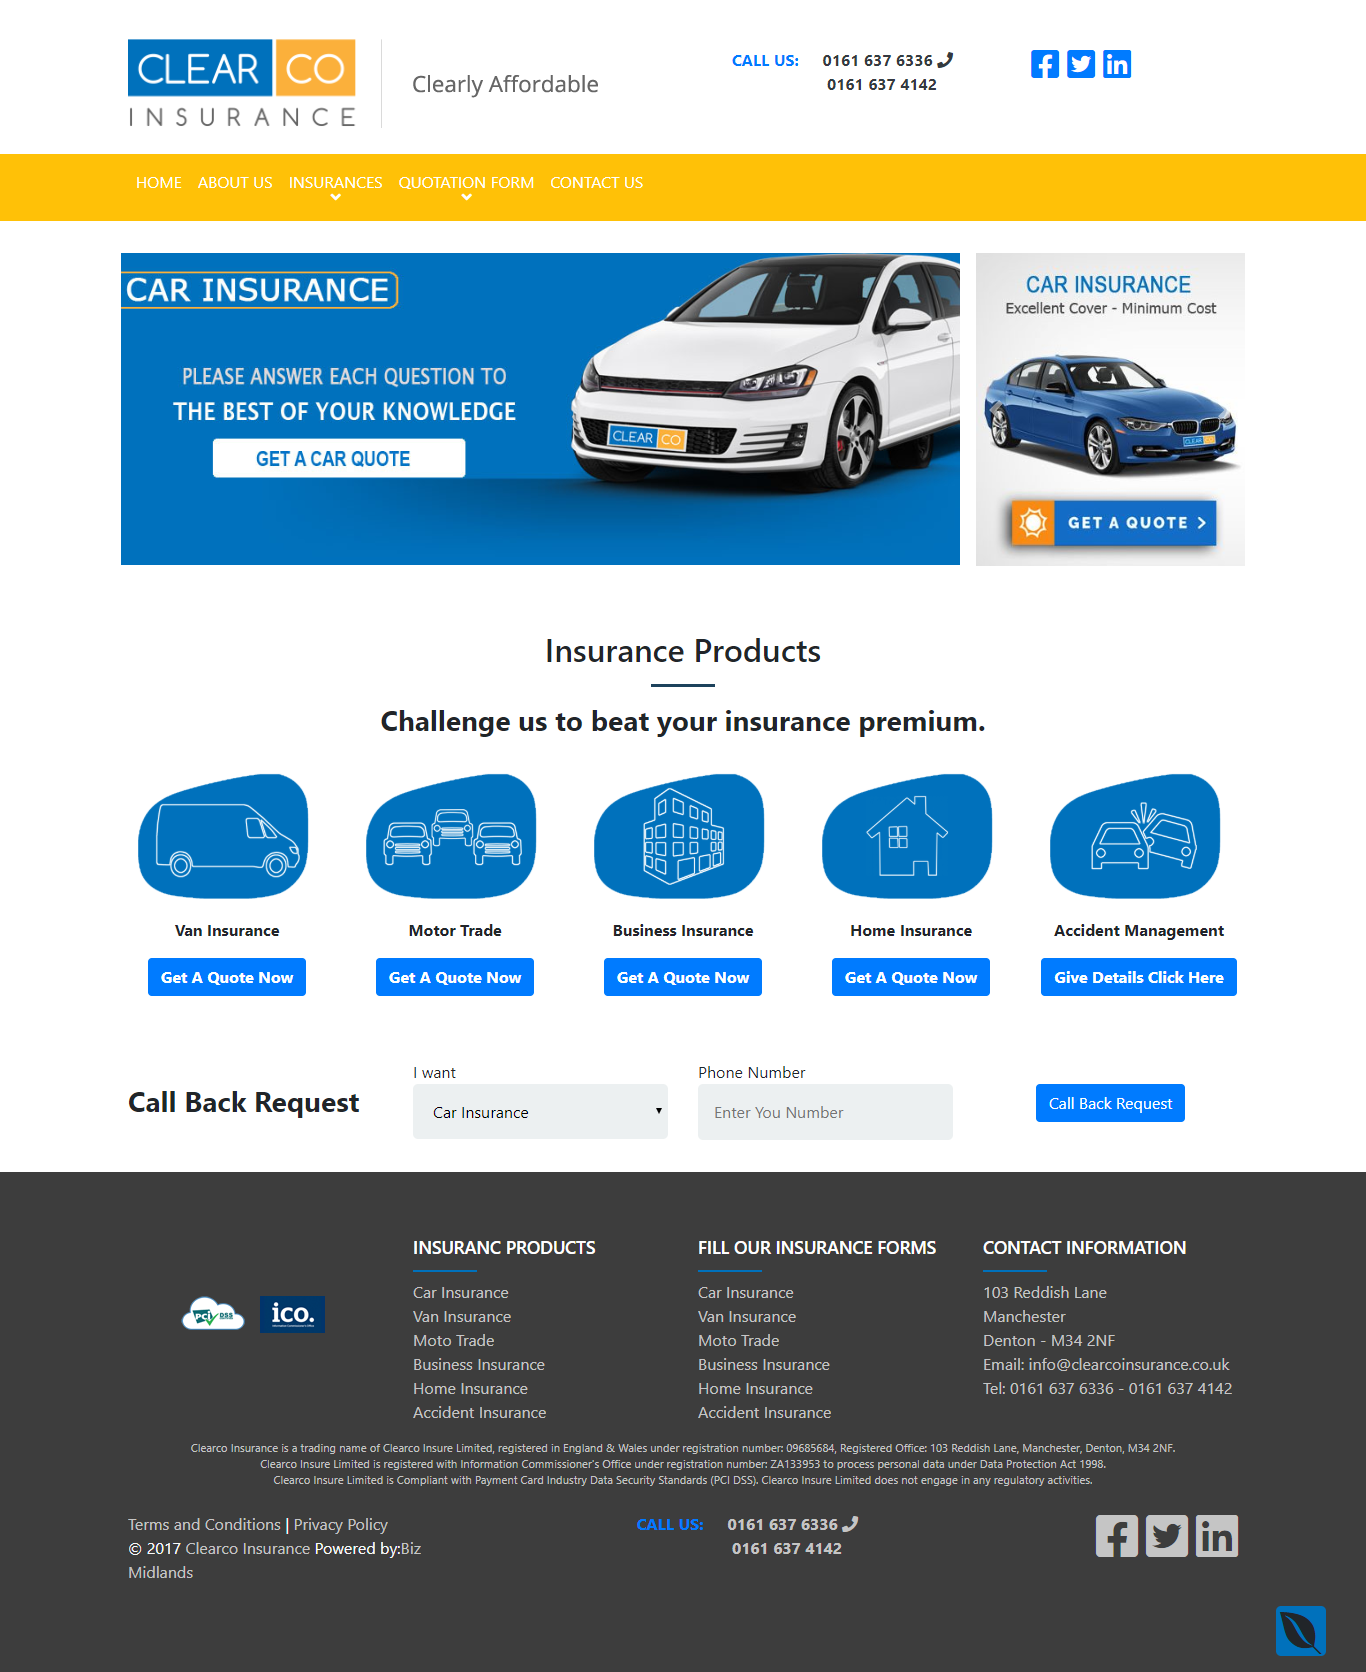 CLEAR CO
INSURANCE
Clearly Affordable
CALL US: 0161 637 6336
0161 637 4142
HOME ABOUT US INSURANCES QUOTATION FORM CONTACT US
CAR INSURANCE
PLEASE ANSWER EACH QUESTION TO
THE BEST OF YOUR KNOWLEDGE
GET A CAR QUOTE
CLEAR CO
CAR INSURANCE
Excellent Cover - Minimum Cost
CLEAR CO
GET A QUOTE
Insurance Products
Challenge us to beat your insurance premium.
Van Insurance Motor Trade Business Insurance Home Insurance Accident Management
Get A Quote Now Get A Quote Now Get A Quote Now Get A Quote Now Give Details Click Here
Call Back Request
I want
Car Insurance
Phone Number
Enter You Number
Call Back Request
PCI DSS
ico.
INSURANC PRODUCTS
Car Insurance
Van Insurance
Moto Trade
Business Insurance
Home Insurance
Accident Insurance
FILL OUR INSURANCE FORMS
Car Insurance
Van Insurance
Moto Trade
Business Insurance
Home Insurance
Accident Insurance
CONTACT INFORMATION
103 Reddish Lane
Manchester
Denton - M34 2NF
Email: info@clearcoinsurance.co.uk
Tel: 0161 637 6336 - 0161 637 4142
Clearco Insurance is a trading name of Clearco Insure Limited, registered in England & Wales under registration number: 09685684, Registered Office: 103 Reddish Lane, Manchester, Denton, M34 2NF.
Clearco Insure Limited is registered with Information Commissioner's Office under registration number: ZA133953 to process personal data under Data Protection Act 1998.
Clearco Insure Limited is Compliant with Payment Card Industry Data Security Standards (PCI DSS). Clearco Insure Limited does not engage in any regulatory activities.
Terms and Conditions | Privacy Policy
© 2017 Clearco Insurance Powered by:Biz
Midlands
CALL US: 0161 637 6336
0161 637 4142